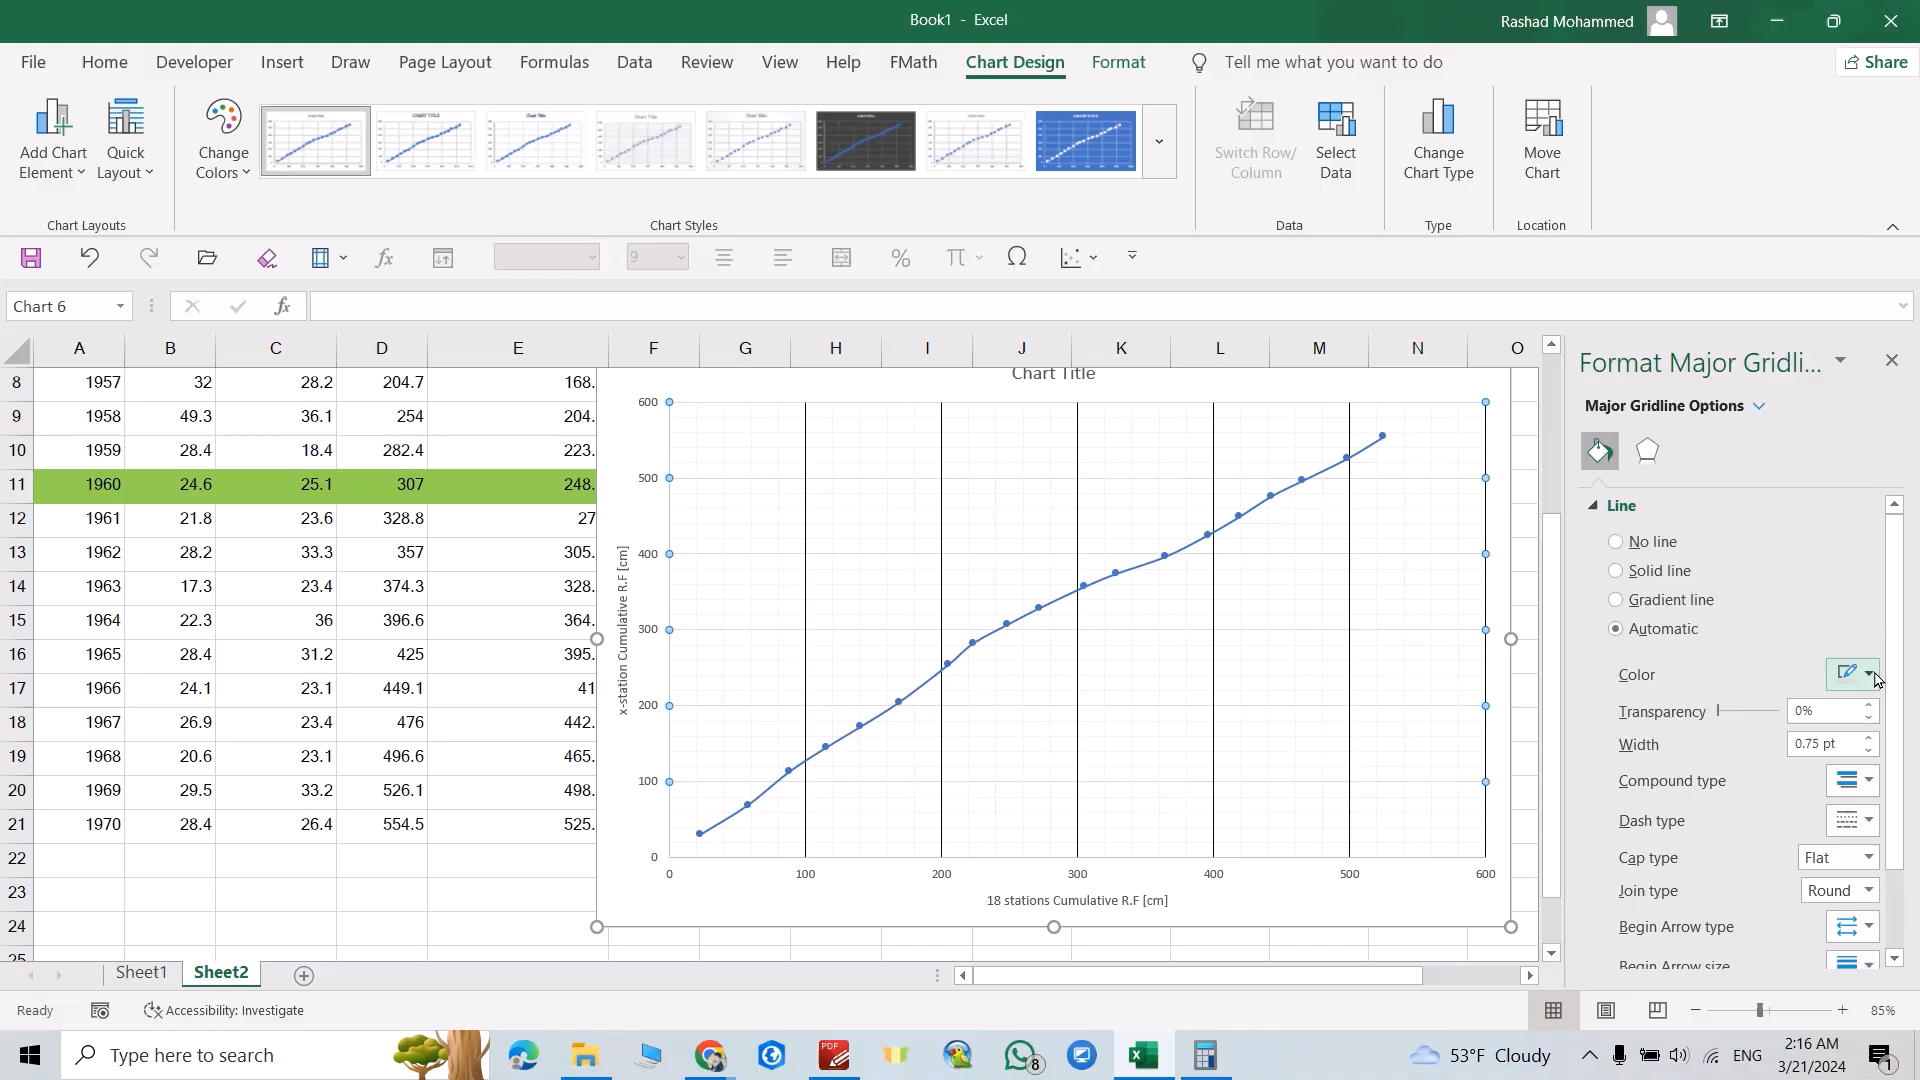 Book1 - Excel
Rashad Mohammed
File Home Developer Insert Draw Page Layout Formulas Data Review View Help FMath Chart Design Format Tell me what you want to do Share
Add Chart Element
Quick Layout
Change Colors
Switch Row/ Column
Select Data
Change Chart Type
Move Chart
Chart Layouts Chart Styles Data Type Location
9
Chart 6
A B C D E F G H I J K L M N O
8 1957 32 28.2 204.7 168.
9 1958 49.3 36.1 254 204.
10 1959 28.4 18.4 282.4 223.
11 1960 24.6 25.1 307 248.
12 1961 21.8 23.6 328.8 27
13 1962 28.2 33.3 357 305.
14 1963 17.3 23.4 374.3 328.
15 1964 22.3 36 396.6 364.
16 1965 28.4 31.2 425 395.
17 1966 24.1 23.1 449.1 41
18 1967 26.9 23.4 476 442.
19 1968 20.6 23.1 496.6 465.
20 1969 29.5 33.2 526.1 498.
21 1970 28.4 26.4 554.5 525.
22
23
24
25
Chart Title
600
500
400
300
200
100
0
x-station Cumulative R.F [cm]
0 100 200 300 400 500 600
18 stations Cumulative R.F [cm]
Format Major Gridli...
Major Gridline Options
Line
No line
Solid line
Gradient line
Automatic
Color
Transparency 0%
Width 0.75 pt
Compound type
Dash type
Cap type Flat
Join type Round
Begin Arrow type
Begin Arrow size
Sheet1 Sheet2
Ready Accessibility: Investigate 85%
Type here to search
PDF
8
53°F Cloudy
ENG
2:16 AM
3/21/2024
1